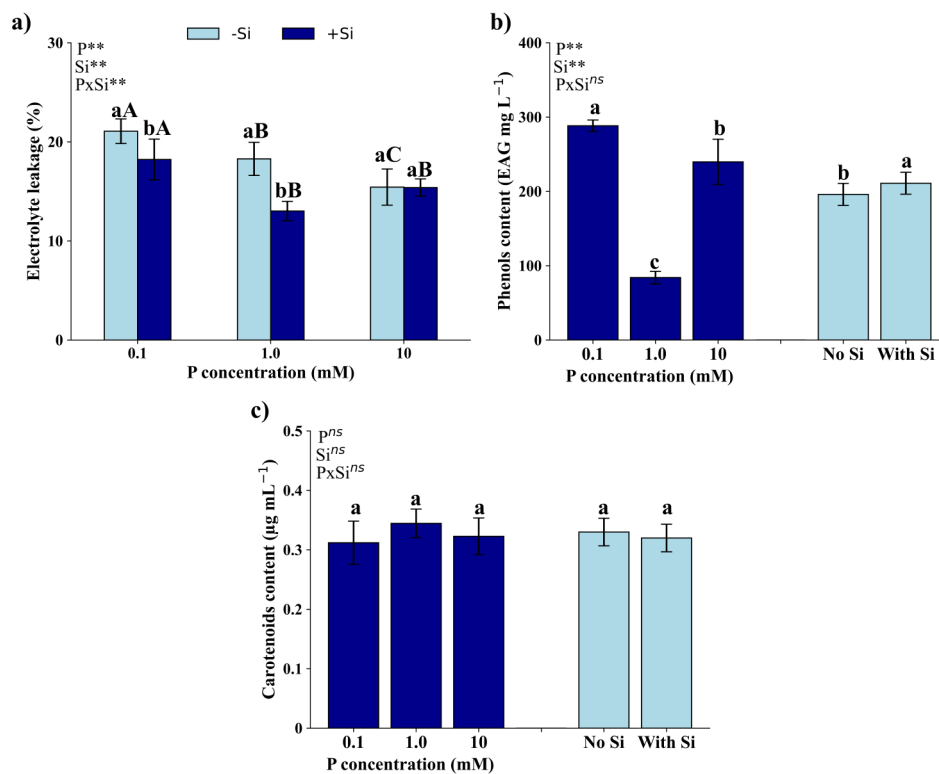 a)
-Si +Si
Electrolyte leakage (%)
30
20
10
0
P**
Si**
PxSi**
aA bA aB bB aC aB
0.1 1.0 10
P concentration (mM)
b)
Phenols content (EAG mg L⁻¹)
400
300
200
100
0
P**
Si**
PxSiⁿˢ
a c b b a
0.1 1.0 10 No Si With Si
P concentration (mM)
c)
Carotenoids content (µg mL⁻¹)
0.5
0.4
0.3
0.2
0.1
0
Pⁿˢ
Siⁿˢ
PxSiⁿˢ
a a a a a
0.1 1.0 10 No Si With Si
P concentration (mM)